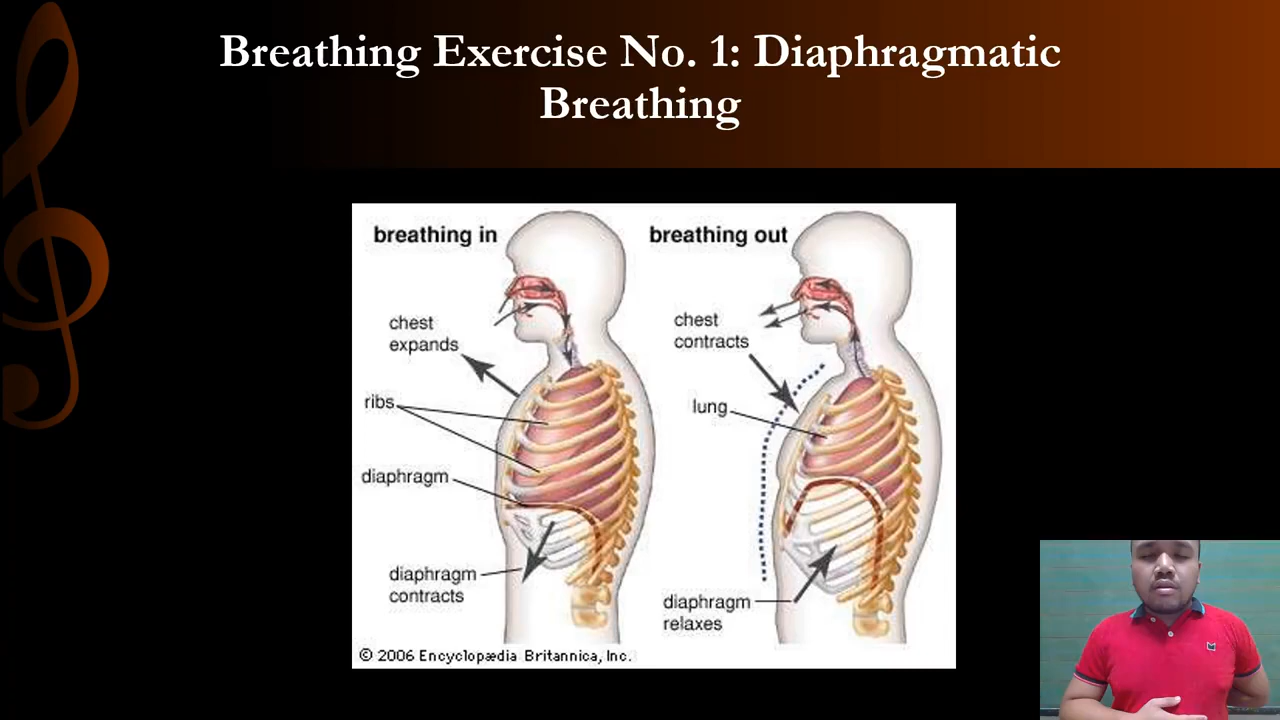 Breathing Exercise No. 1: Diaphragmatic
Breathing
breathing in
chest
expands
ribs
diaphragm
diaphragm
contracts
breathing out
chest
contracts
lung
diaphragm
relaxes
© 2006 Encyclopædia Britannica, Inc.